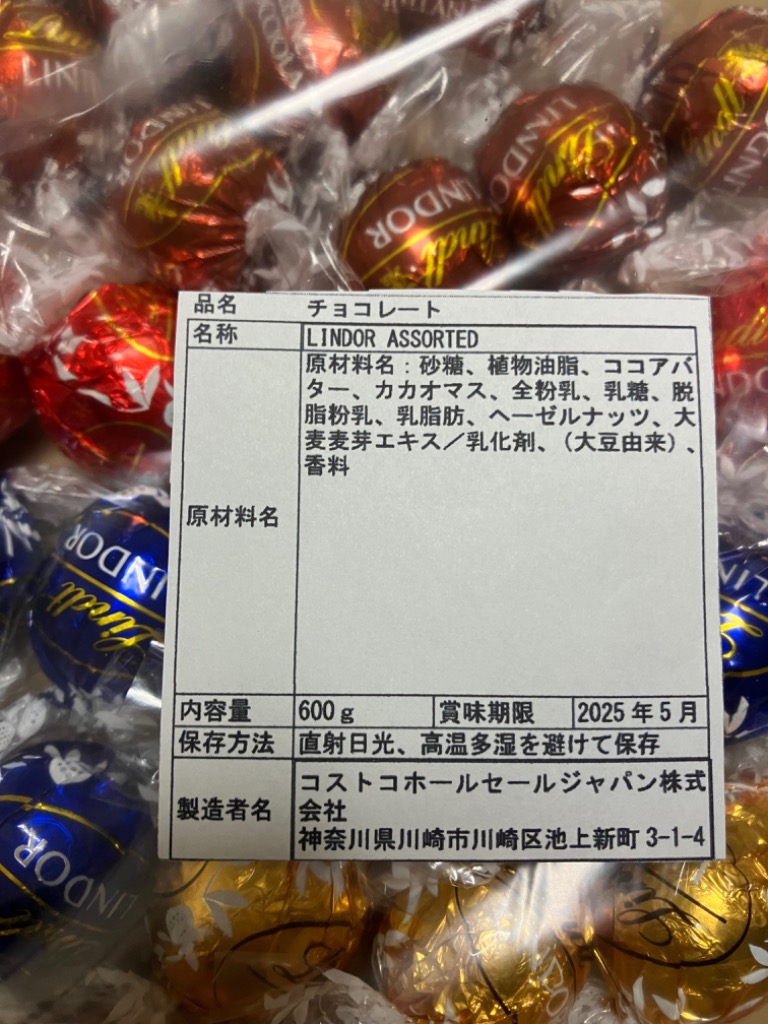 LINDOR
Lindt
LINDOR
Lindt
LINDOR
Lindt
品名 チョコレート
名称 LINDOR ASSORTED
原材料名 原材料名：砂糖、植物油脂、ココアバ
ター、カカオマス、全粉乳、乳糖、脱
脂粉乳、乳脂肪、ヘーゼルナッツ、大
麦麦芽エキス／乳化剤、（大豆由来）、
香料
内容量 600ｇ 賞味期限 2025年5月
保存方法 直射日光、高温多湿を避けて保存
製造者名 コストコホールセールジャパン株式
会社
神奈川県川崎市川崎区池上新町3-1-4
LINDOR
Lindt
LINDOR